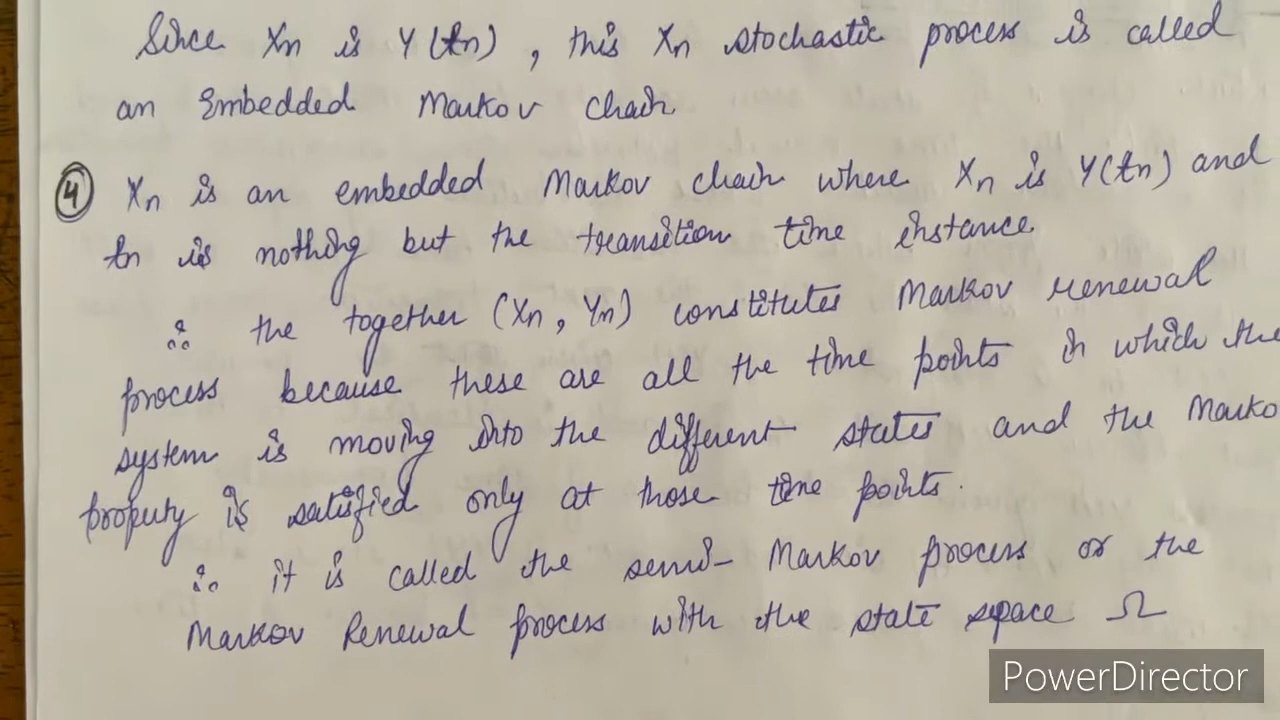 Since Xn is Y(tn), this Xn stochastic process is called
an Embedded Markov chain
4 Xn is an embedded Markov chain where Xn is Y(tn) and
tn is nothing but the transition time instance
∴ the together (Xn, Yn) constitutes Markov renewal
process because these are all the time points in which the
system is moving into the different states and the Marko
property is satisfied only at those time points.
∴ it is called the semi-Markov process or the
Markov Renewal process with the state space Ω
PowerDirector